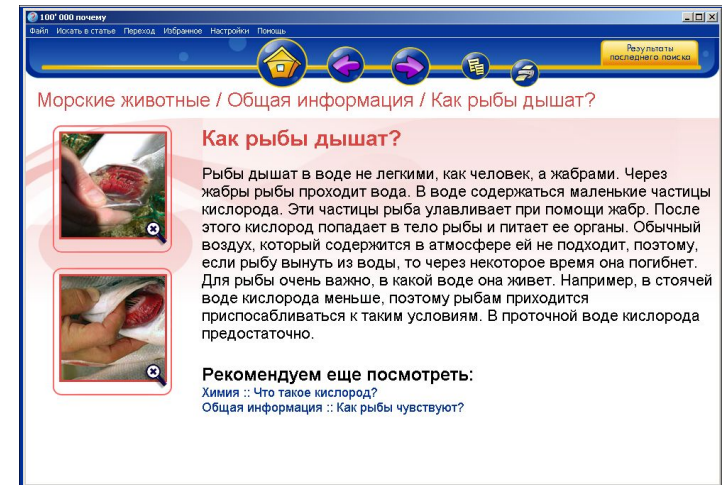 100' 000 почему
Файл Искать в статье Переход Избранное Настройки Помощь
Результаты
последнего поиска
Морские животные / Общая информация / Как рыбы дышат?
Как рыбы дышат?
Рыбы дышат в воде не легкими, как человек, а жабрами. Через
жабры рыбы проходит вода. В воде содержаться маленькие частицы
кислорода. Эти частицы рыба улавливает при помощи жабр. После
этого кислород попадает в тело рыбы и питает ее органы. Обычный
воздух, который содержится в атмосфере ей не подходит, поэтому,
если рыбу вынуть из воды, то через некоторое время она погибнет.
Для рыбы очень важно, в какой воде она живет. Например, в стоячей
воде кислорода меньше, поэтому рыбам приходится
приспосабливаться к таким условиям. В проточной воде кислорода
предостаточно.
Рекомендуем еще посмотреть:
Химия :: Что такое кислород?
Общая информация :: Как рыбы чувствуют?